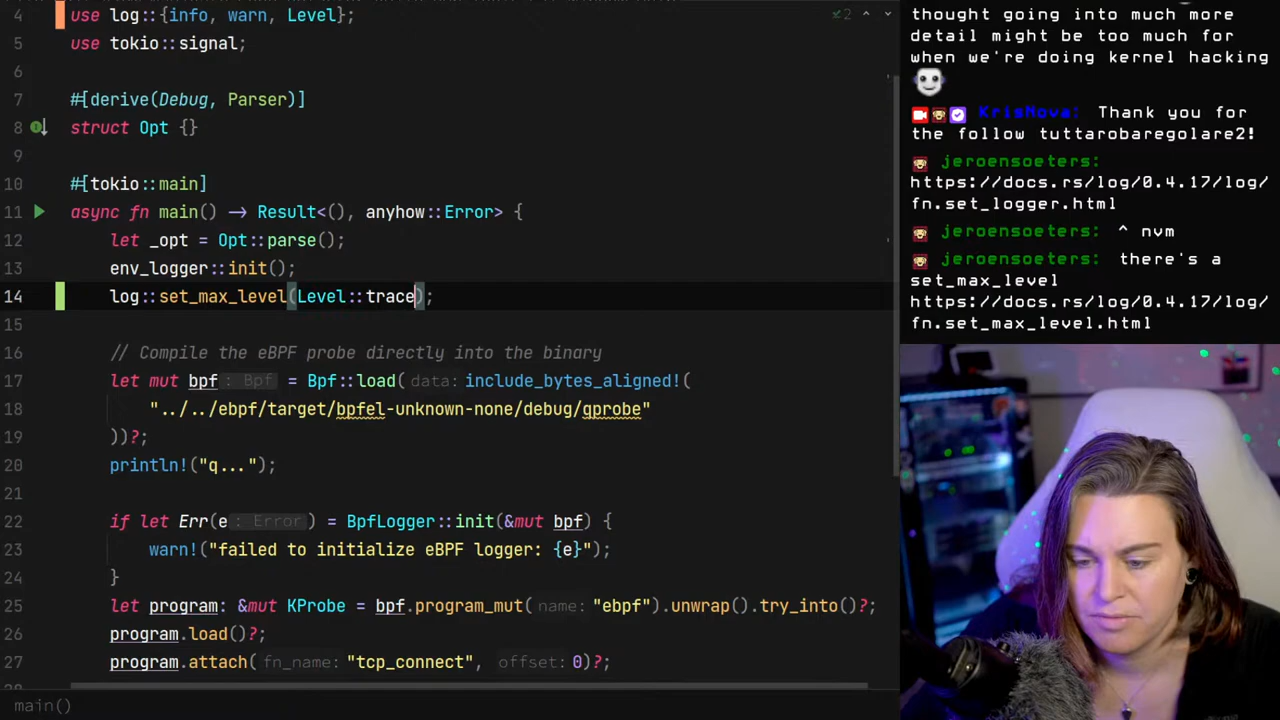 4 use log::{info, warn, Level};
2
5 use tokio::signal;
6
7 #[derive(Debug, Parser)]
8 struct Opt {}
9
10 #[tokio::main]
11 async fn main() → Result<(), anyhow::Error> {
12 let _opt = Opt::parse();
13 env_logger::init();
14 log::set_max_level(Level::trace);
15
16 // Compile the eBPF probe directly into the binary
17 let mut bpf : Bpf = Bpf::load( data: include_bytes_aligned!(
18 "../../ebpf/target/bpfel-unknown-none/debug/qprobe"
19 ))?;
20 println!("q...");
21
22 if let Err(e : Error ) = BpfLogger::init(&mut bpf) {
23 warn!("failed to initialize eBPF logger: {e}");
24 }
25 let program: &mut KProbe = bpf.program_mut( name: "ebpf").unwrap().try_into()?;
26 program.load()?;
27 program.attach( fn_name: "tcp_connect", offset: 0)?;
main()
thought going into much more
detail might be too much for
when we're doing kernel hacking
KrisNova: Thank you for
the follow tuttarobaregolare2!
jeroensoeters:
https://docs.rs/log/0.4.17/log/
fn.set_logger.html
jeroensoeters: ^ nvm
jeroensoeters: there's a
set_max_level
https://docs.rs/log/0.4.17/log/
fn.set_max_level.html